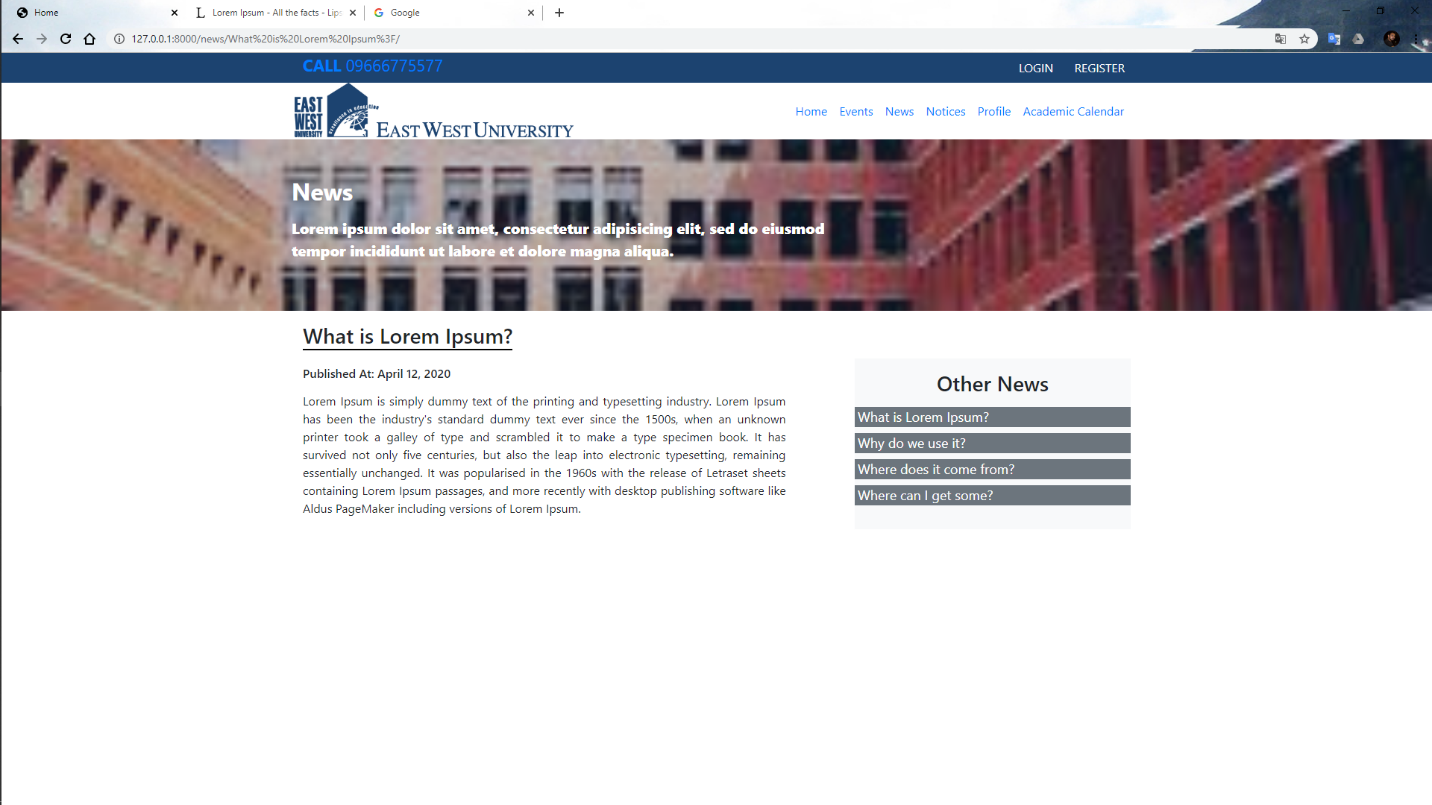 Home
Lorem Ipsum - All the facts - Lips
Google
127.0.0.1:8000/news/What%20is%20Lorem%20Ipsum%3F/
CALL 09666775577
LOGIN REGISTER
EAST
WEST
UNIVERSITY
EAST WEST UNIVERSITY
Home Events News Notices Profile Academic Calendar
News
Lorem ipsum dolor sit amet, consectetur adipisicing elit, sed do eiusmod
tempor incididunt ut labore et dolore magna aliqua.
What is Lorem Ipsum?
Published At: April 12, 2020
Lorem Ipsum is simply dummy text of the printing and typesetting industry. Lorem Ipsum
has been the industry's standard dummy text ever since the 1500s, when an unknown
printer took a galley of type and scrambled it to make a type specimen book. It has
survived not only five centuries, but also the leap into electronic typesetting, remaining
essentially unchanged. It was popularised in the 1960s with the release of Letraset sheets
containing Lorem Ipsum passages, and more recently with desktop publishing software like
Aldus PageMaker including versions of Lorem Ipsum.
Other News
What is Lorem Ipsum?
Why do we use it?
Where does it come from?
Where can I get some?